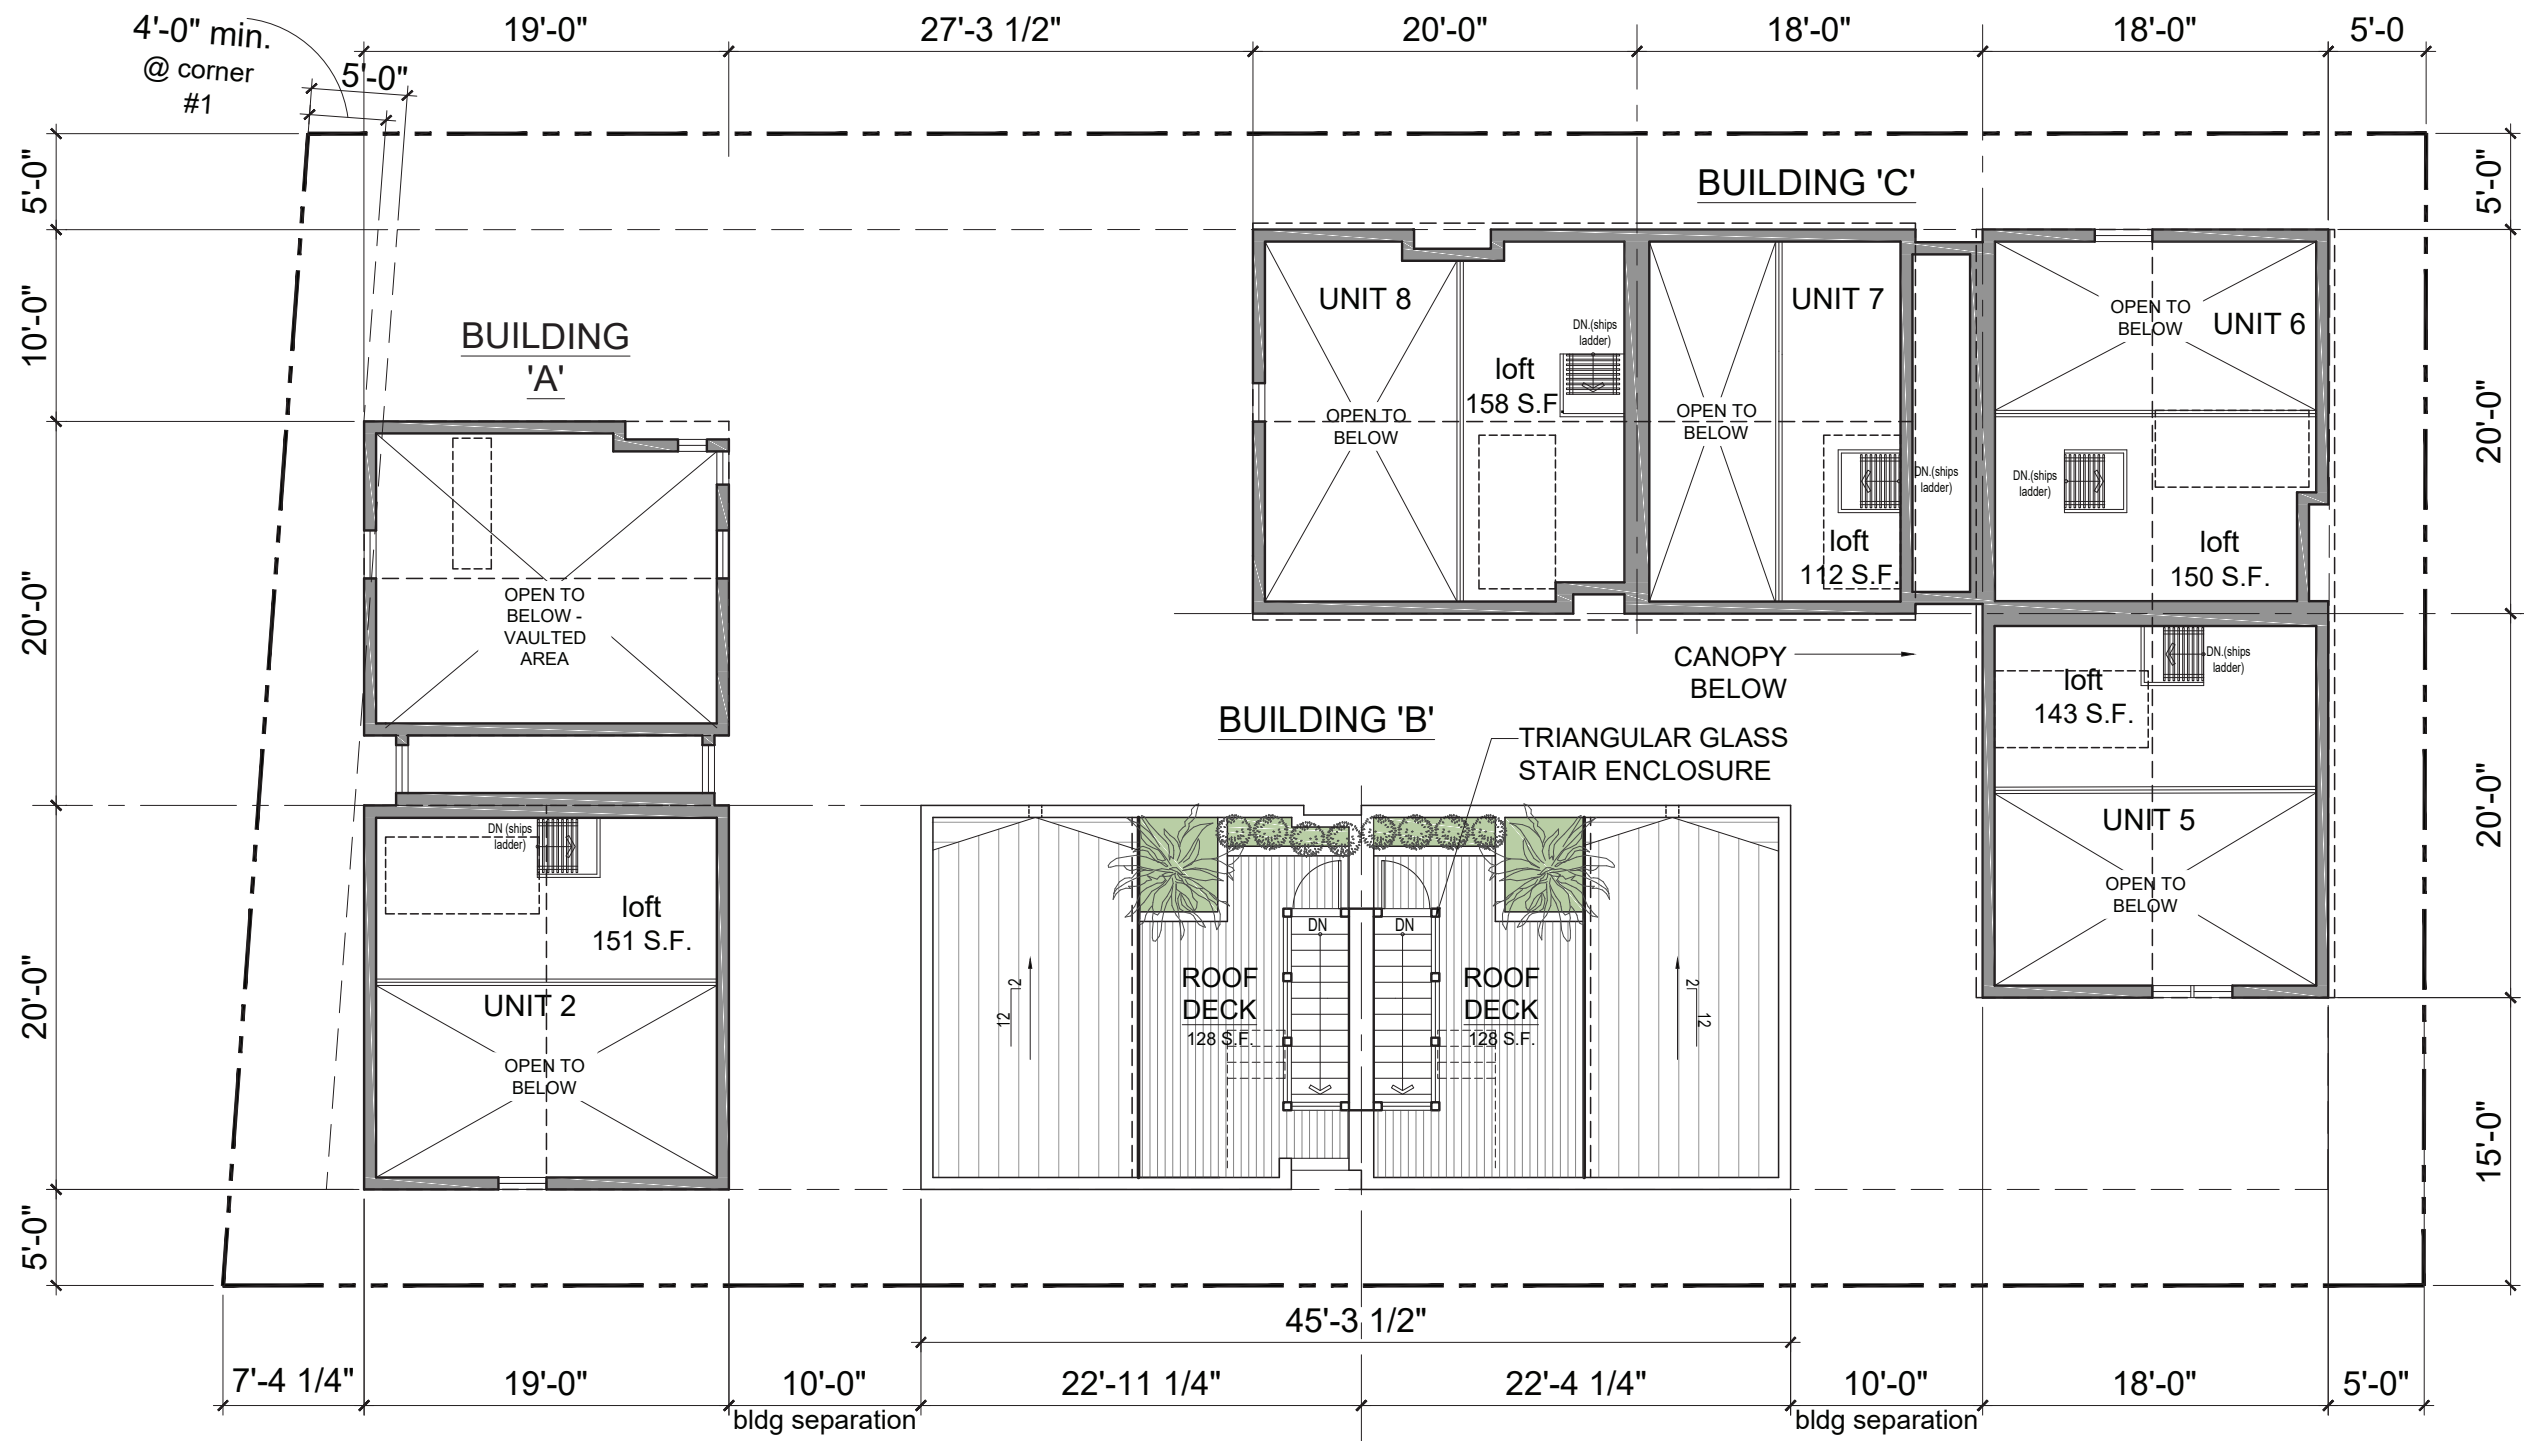 4'-0" min.
@ corner
#1
5'-0"
19'-0"
27'-3 1/2"
20'-0"
18'-0"
18'-0"
5'-0
5'-0"
10'-0"
20'-0"
20'-0"
5'-0"
5'-0"
20'-0"
20'-0"
15'-0"
BUILDING
'A'
OPEN TO
BELOW -
VAULTED
AREA
DN (ships
ladder)
loft
151 S.F.
UNIT 2
OPEN TO
BELOW
BUILDING 'C'
UNIT 8
OPEN TO
BELOW
DN.(ships
ladder)
loft
158 S.F.
UNIT 7
OPEN TO
BELOW
DN.(ships
ladder)
loft
112 S.F.
OPEN TO
BELOW
UNIT 6
DN.(ships
ladder)
loft
150 S.F.
DN.(ships
ladder)
loft
143 S.F.
UNIT 5
OPEN TO
BELOW
CANOPY
BELOW
BUILDING 'B'
TRIANGULAR GLASS
STAIR ENCLOSURE
DN
DN
ROOF
DECK
128 S.F.
ROOF
DECK
128 S.F.
2
12
2
12
45'-3 1/2"
7'-4 1/4"
19'-0"
10'-0"
bldg separation
22'-11 1/4"
22'-4 1/4"
10'-0"
bldg separation
18'-0"
5'-0"